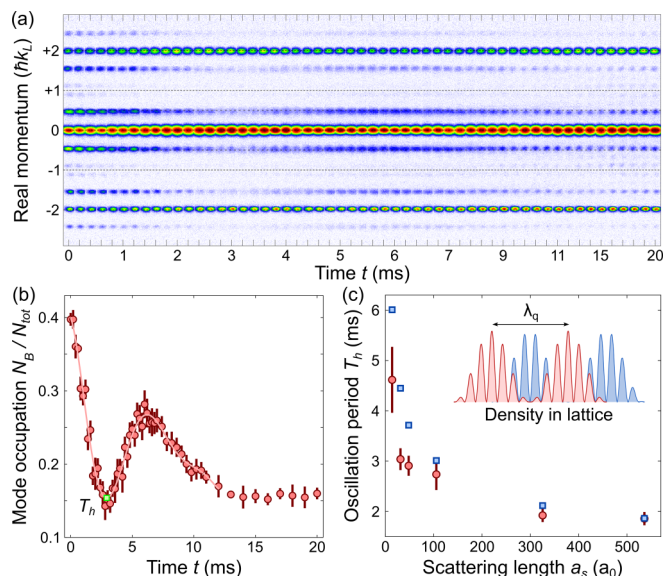 (a)
Real momentum (ħk_L)
+2
+1
0
-1
-2
0 1 2 3 4 5 6 7 9 11 15 20
Time t (ms)
(b)
Mode occupation N_B / N_tot
0.4
0.3
0.2
0.1
T_h
0 5 10 15 20
Time t (ms)
(c)
Oscillation period T_h (ms)
6
5
4
3
2
λ_q
Density in lattice
0 100 200 300 400 500
Scattering length a_s (a_0)